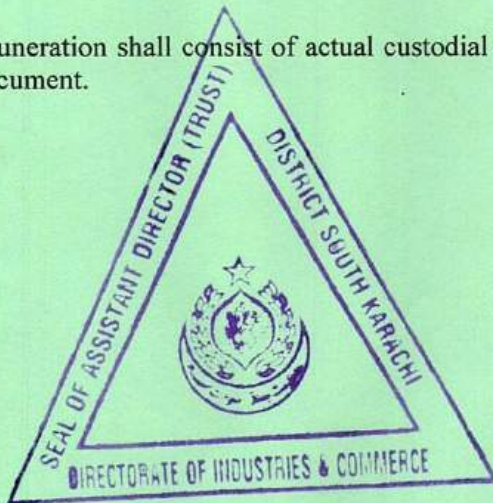 uneration shall consist of actual custodial
cument.
SEAL OF ASSISTANT DIRECTOR (TRUST)
DISTRICT SOUTH KARACHI
DIRECTORATE OF INDUSTRIES & COMMERCE